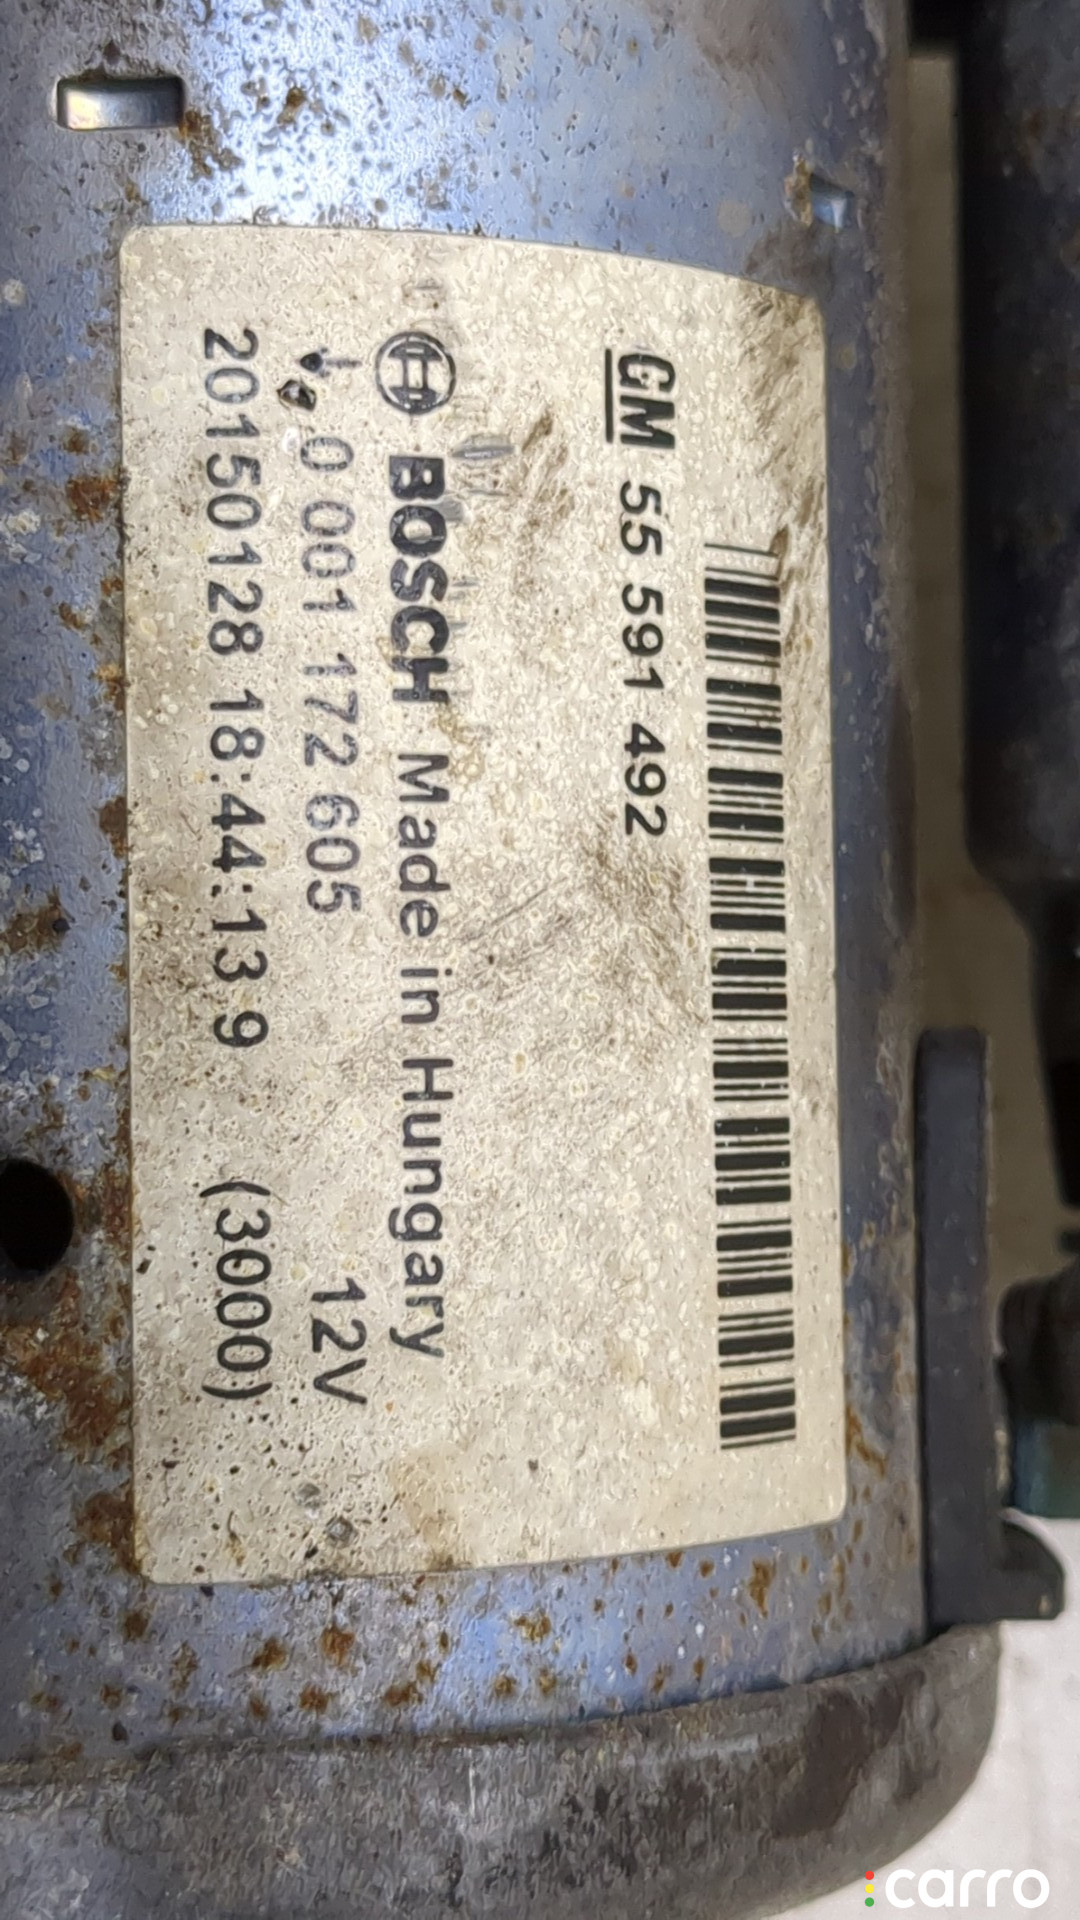 GM 55 591 492
BOSCH Made in Hungary
0 001 172 605 12V
20150128 18:44:13 9 (3000)
carro